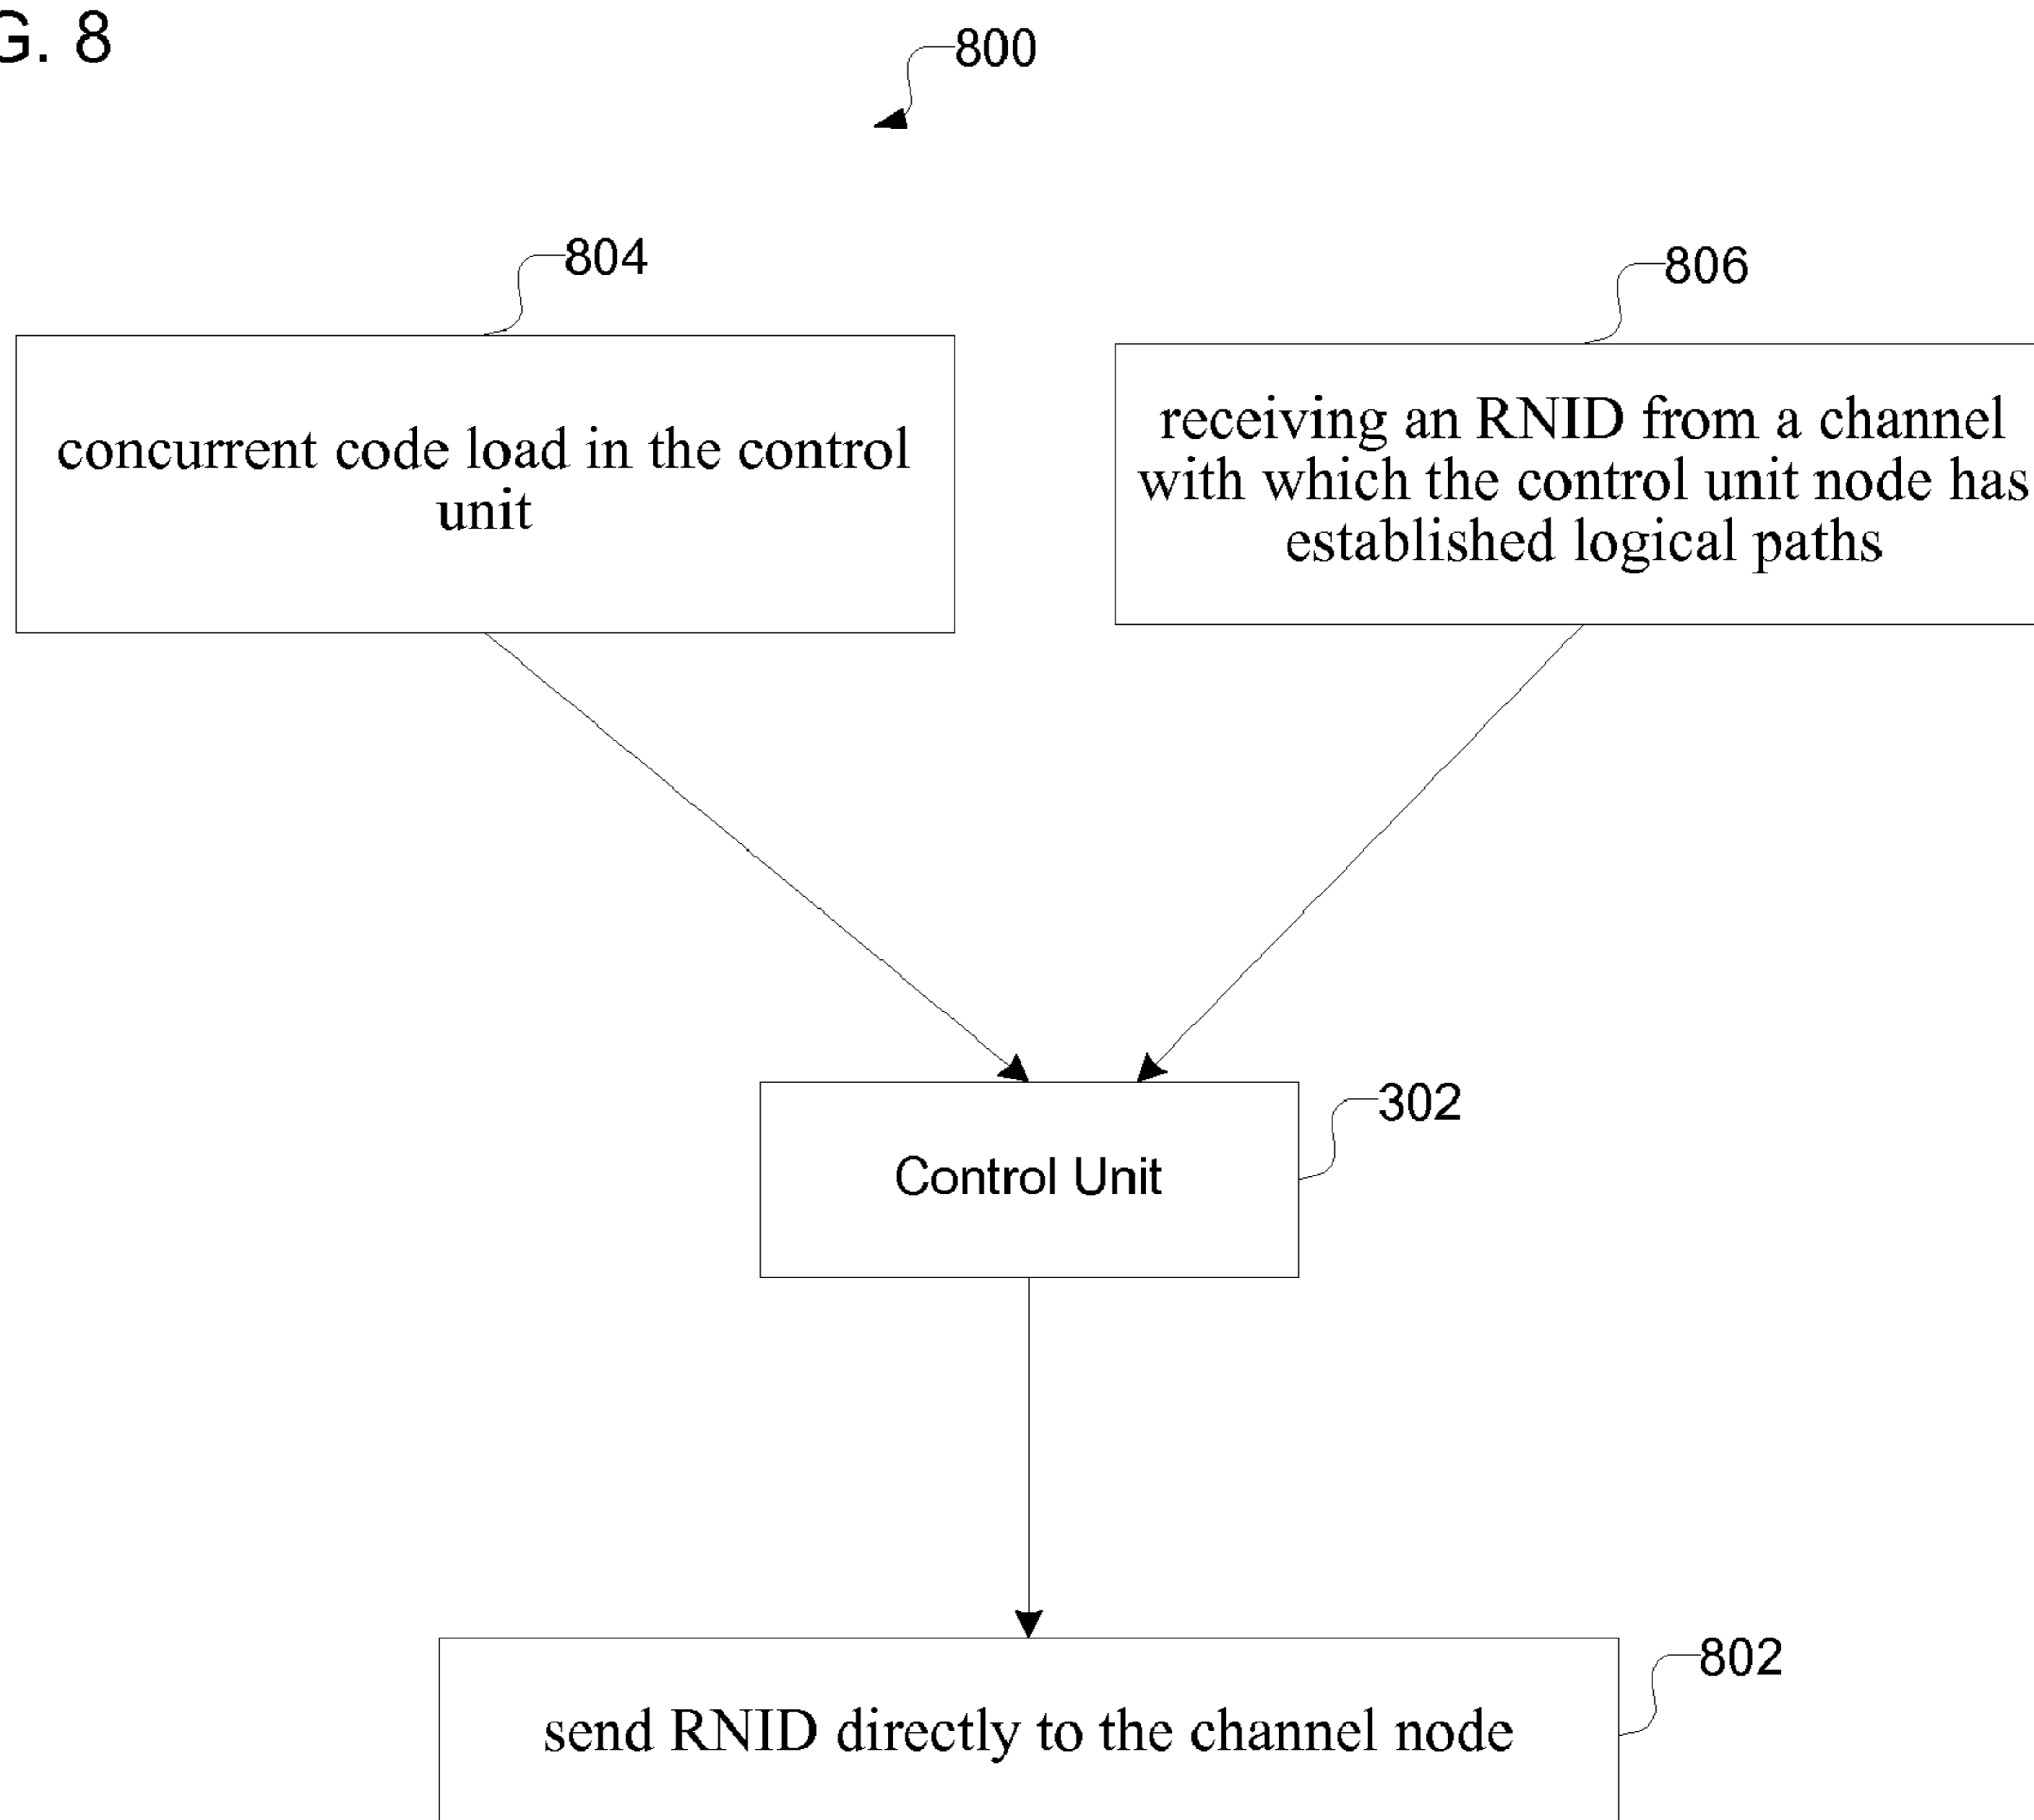 G. 8
800
804
806
concurrent code load in the control
unit
receiving an RNID from a channel
with which the control unit node has
established logical paths
302
Control Unit
802
send RNID directly to the channel node